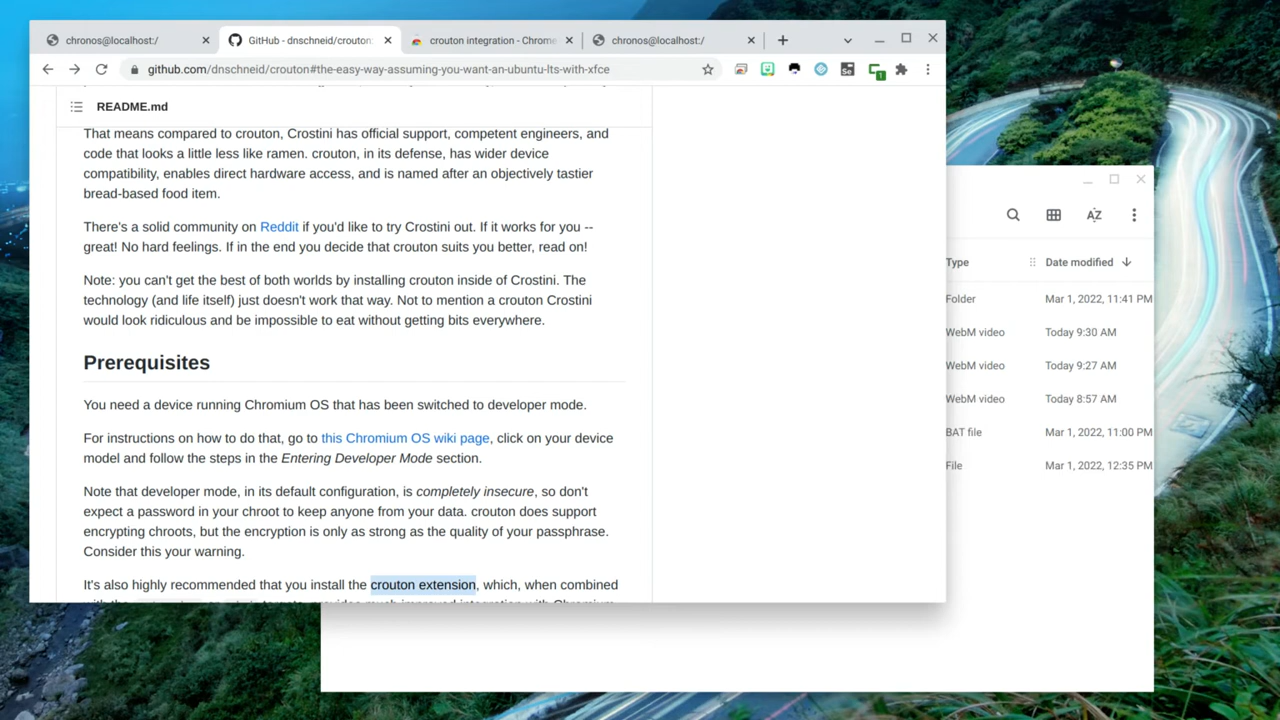 chronos@localhost:/
GitHub - dnschneid/crouton:
crouton integration - Chrome
chronos@localhost:/
github.com/dnschneid/crouton#the-easy-way-assuming-you-want-an-ubuntu-lts-with-xfce
Se
1
README.md
That means compared to crouton, Crostini has official support, competent engineers, and
code that looks a little less like ramen. crouton, in its defense, has wider device
compatibility, enables direct hardware access, and is named after an objectively tastier
bread-based food item.
There's a solid community on Reddit if you'd like to try Crostini out. If it works for you --
great! No hard feelings. If in the end you decide that crouton suits you better, read on!
Note: you can't get the best of both worlds by installing crouton inside of Crostini. The
technology (and life itself) just doesn't work that way. Not to mention a crouton Crostini
would look ridiculous and be impossible to eat without getting bits everywhere.
Prerequisites
You need a device running Chromium OS that has been switched to developer mode.
For instructions on how to do that, go to this Chromium OS wiki page, click on your device
model and follow the steps in the Entering Developer Mode section.
Note that developer mode, in its default configuration, is completely insecure, so don't
expect a password in your chroot to keep anyone from your data. crouton does support
encrypting chroots, but the encryption is only as strong as the quality of your passphrase.
Consider this your warning.
It's also highly recommended that you install the crouton extension, which, when combined
AZ
Type Date modified
Folder Mar 1, 2022, 11:41 PM
WebM video Today 9:30 AM
WebM video Today 9:27 AM
WebM video Today 8:57 AM
BAT file Mar 1, 2022, 11:00 PM
File Mar 1, 2022, 12:35 PM